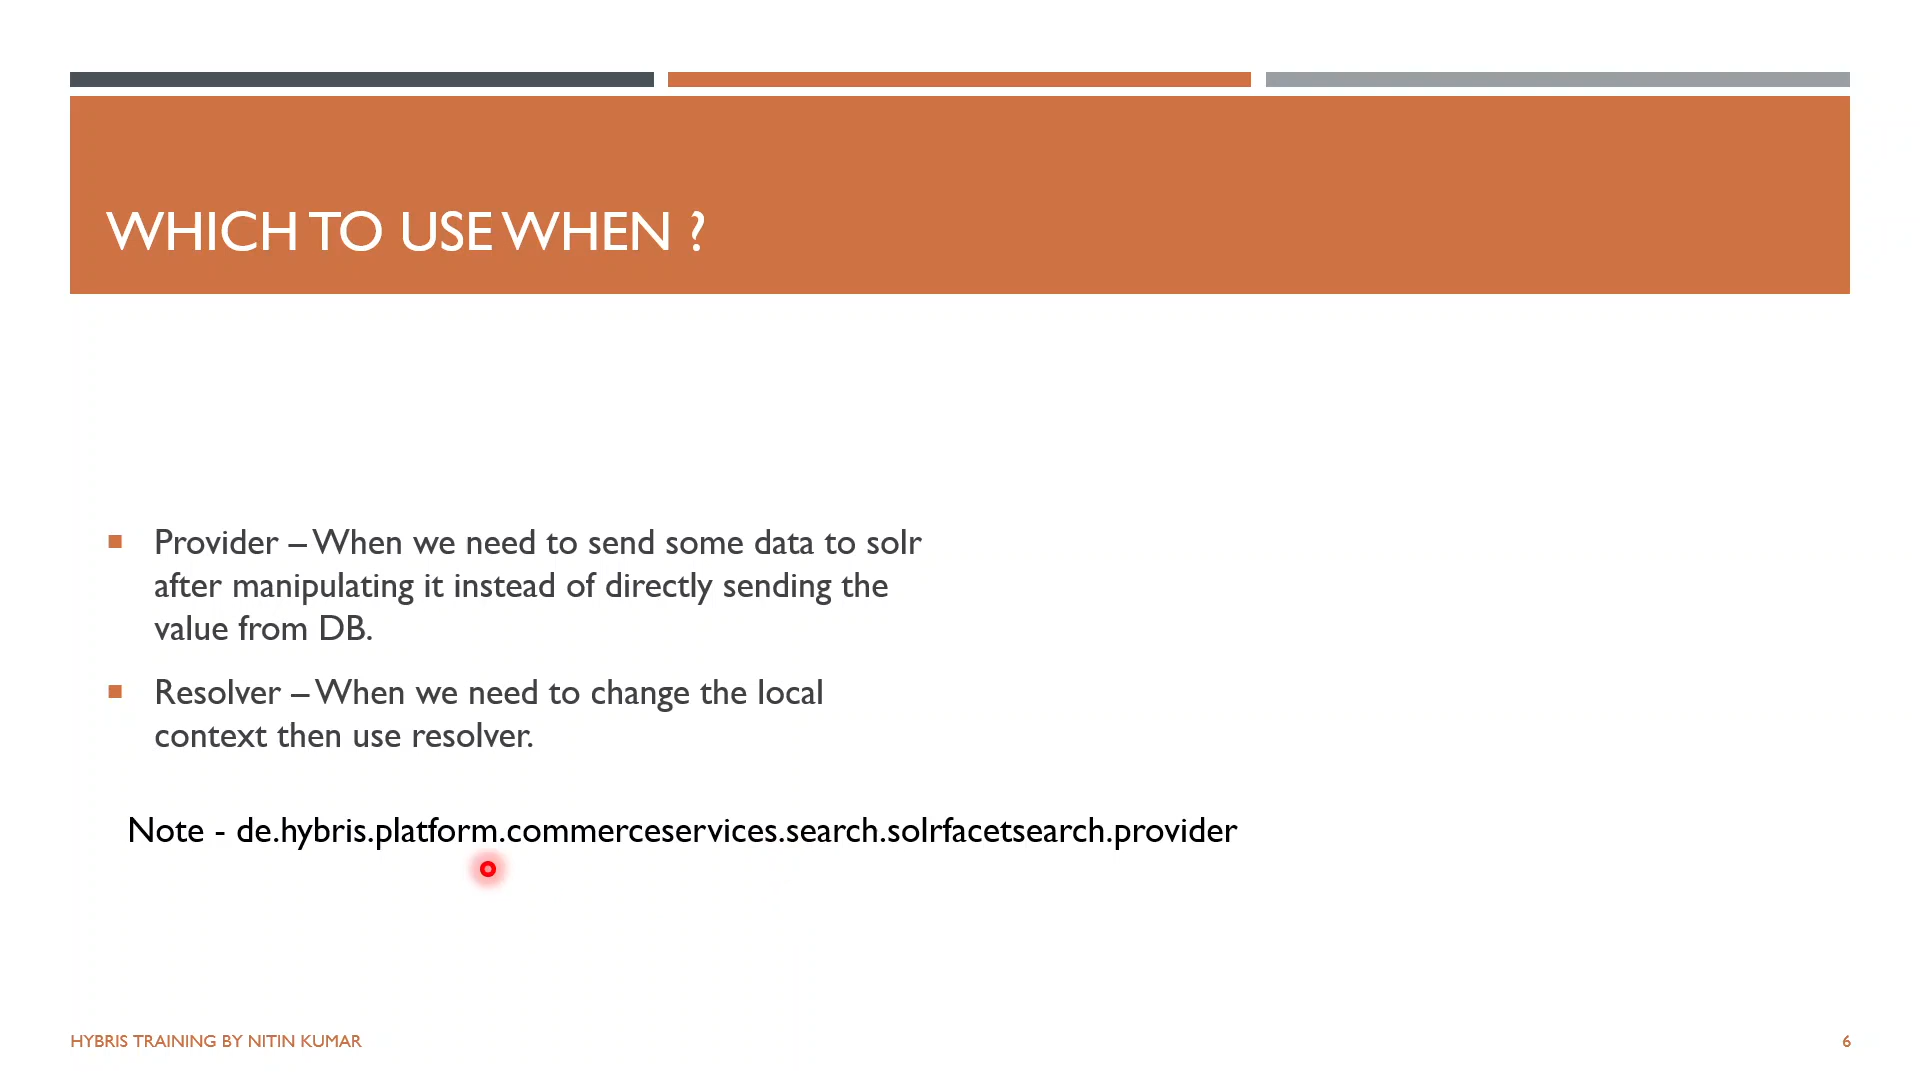 WHICH TO USE WHEN ?
Provider – When we need to send some data to solr
after manipulating it instead of directly sending the
value from DB.
Resolver – When we need to change the local
context then use resolver.
Note - de.hybris.platform.commerceservices.search.solrfacetsearch.provider
HYBRIS TRAINING BY NITIN KUMAR
6